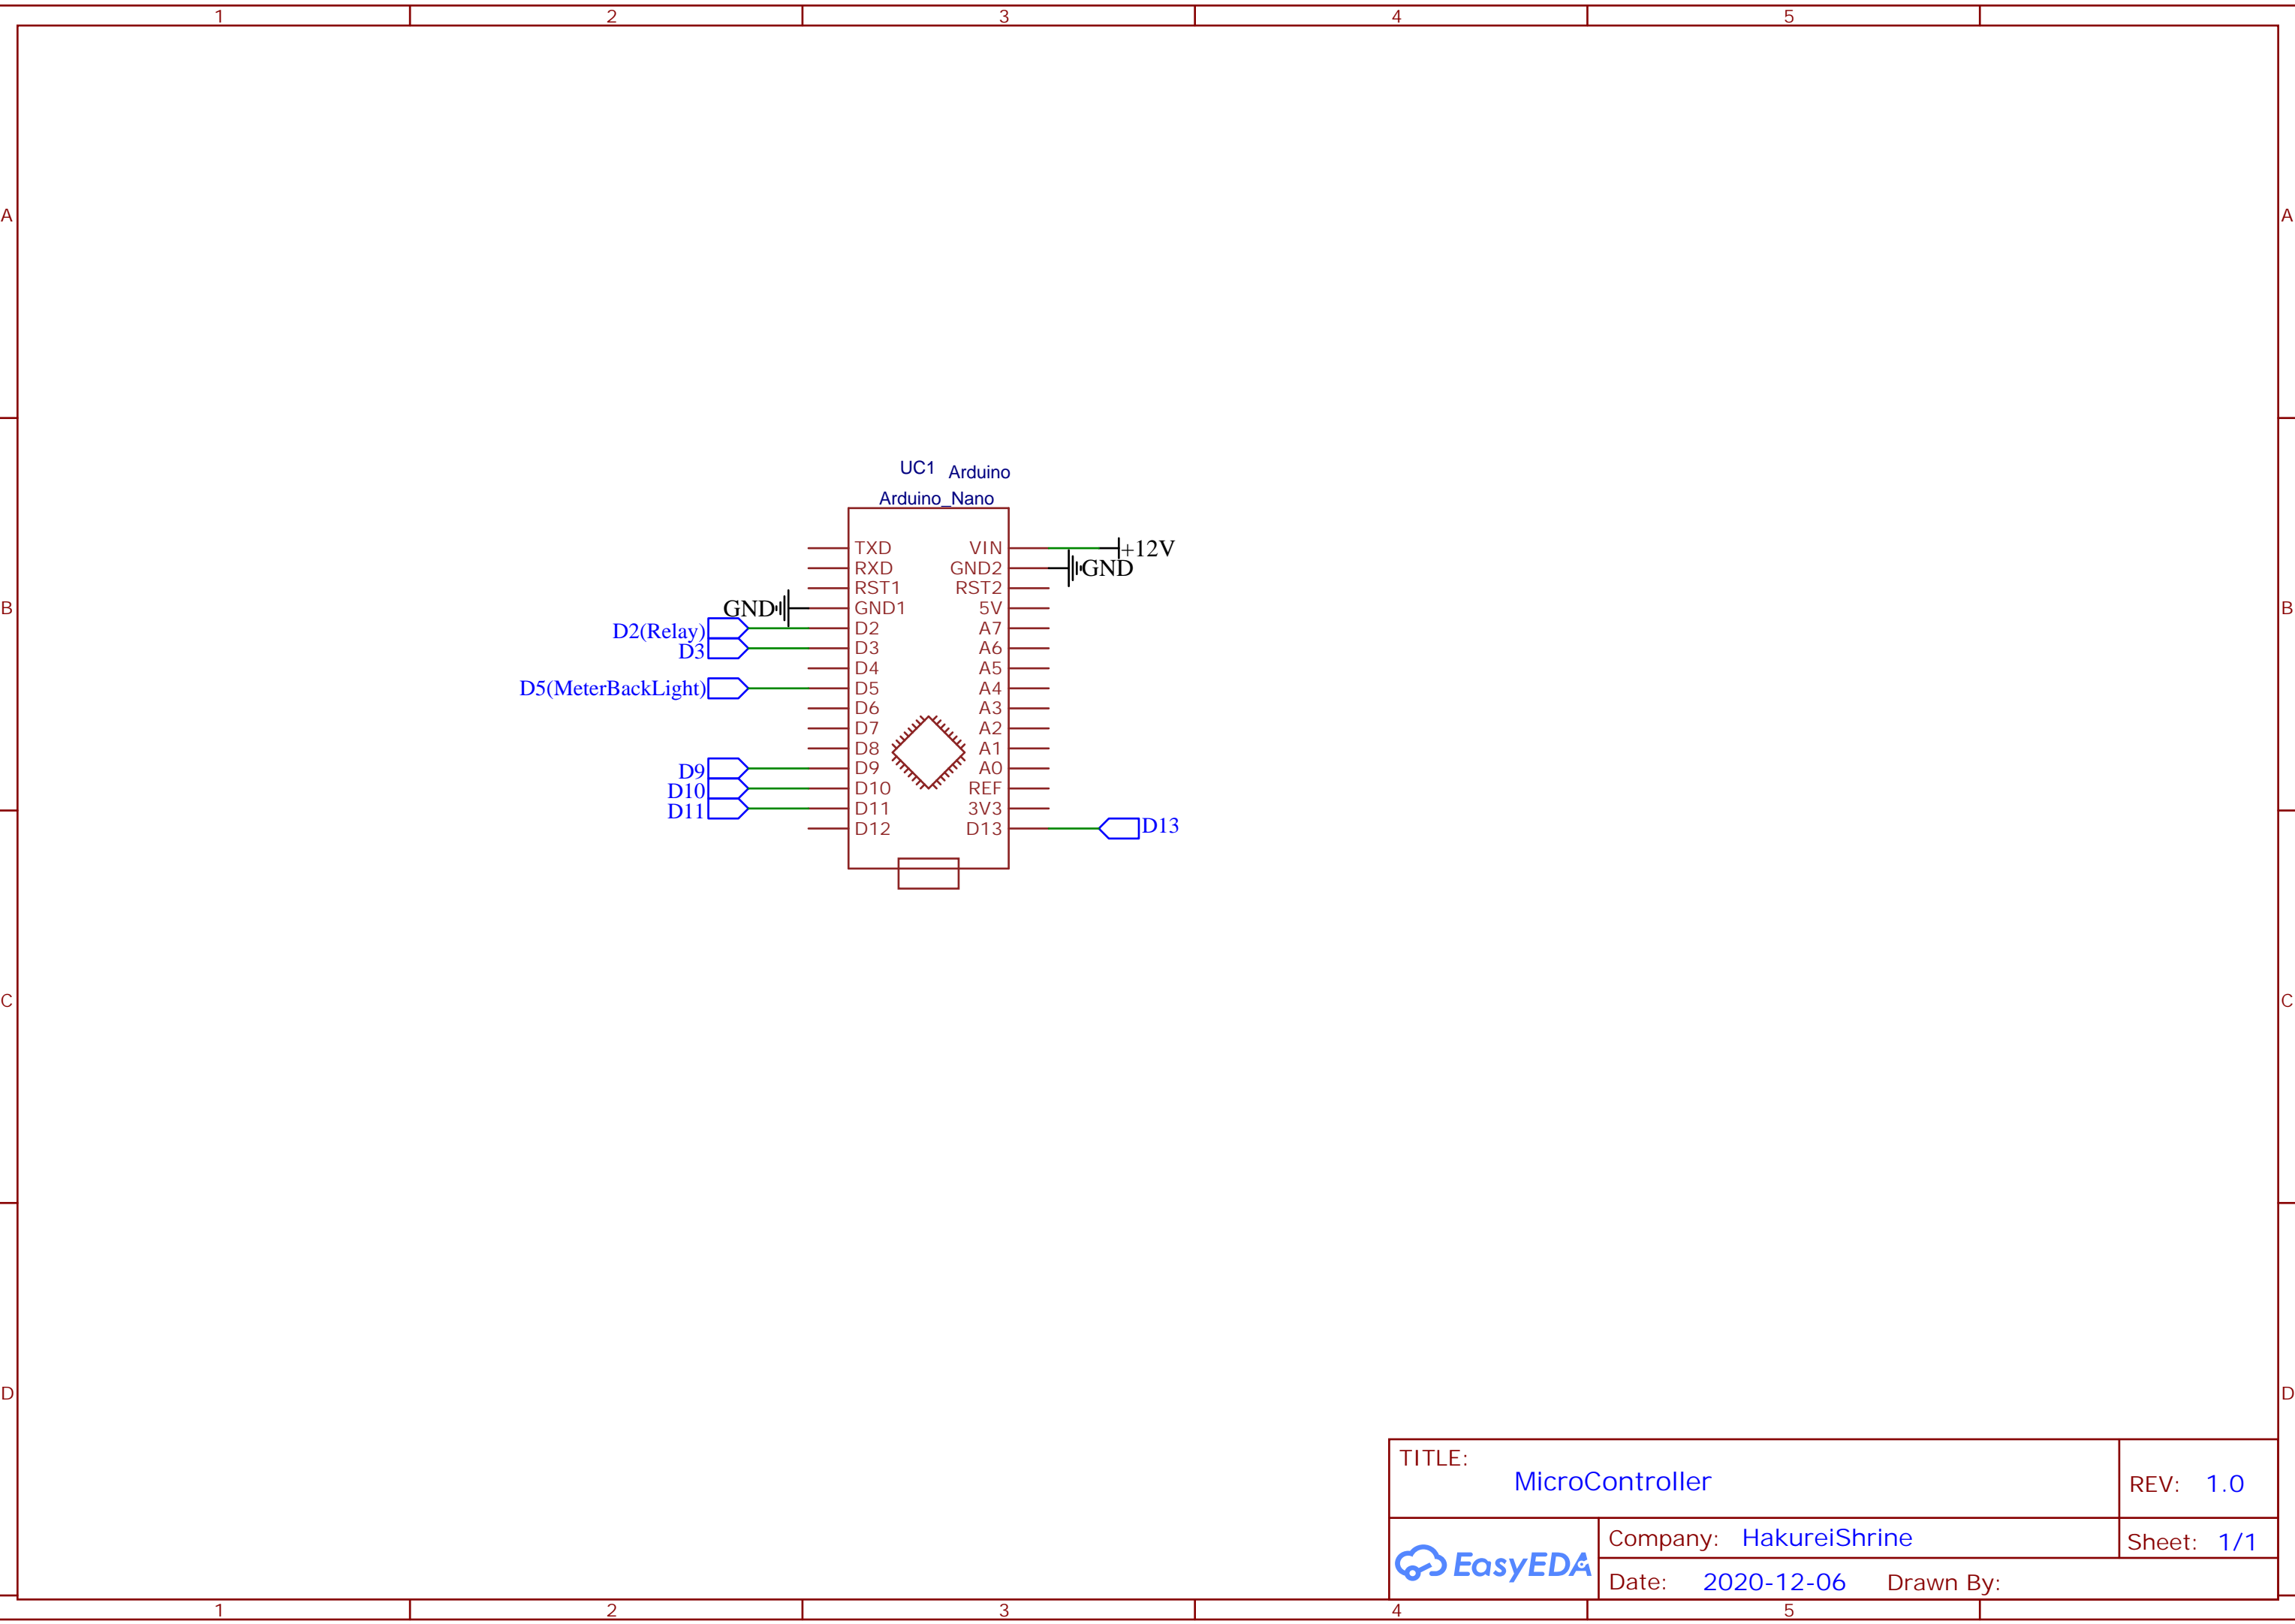 1 2 3 4 5
A A
UC1 Arduino
Arduino_Nano
TXD VIN +12V
RXD GND2 GND
RST1 RST2
B GND GND1 5V B
D2(Relay) D2 A7
D3 D3 A6
D4 A5
D5(MeterBackLight) D5 A4
D6 A3
D7 A2
D8 A1
D9 D9 A0
D10 D10 REF
D11 D11 3V3
D12 D13 D13
C C
D D
TITLE:
MicroController
REV: 1.0
EasyEDA
Company: HakureiShrine
Sheet: 1/1
Date: 2020-12-06 Drawn By:
1 2 3 4 5